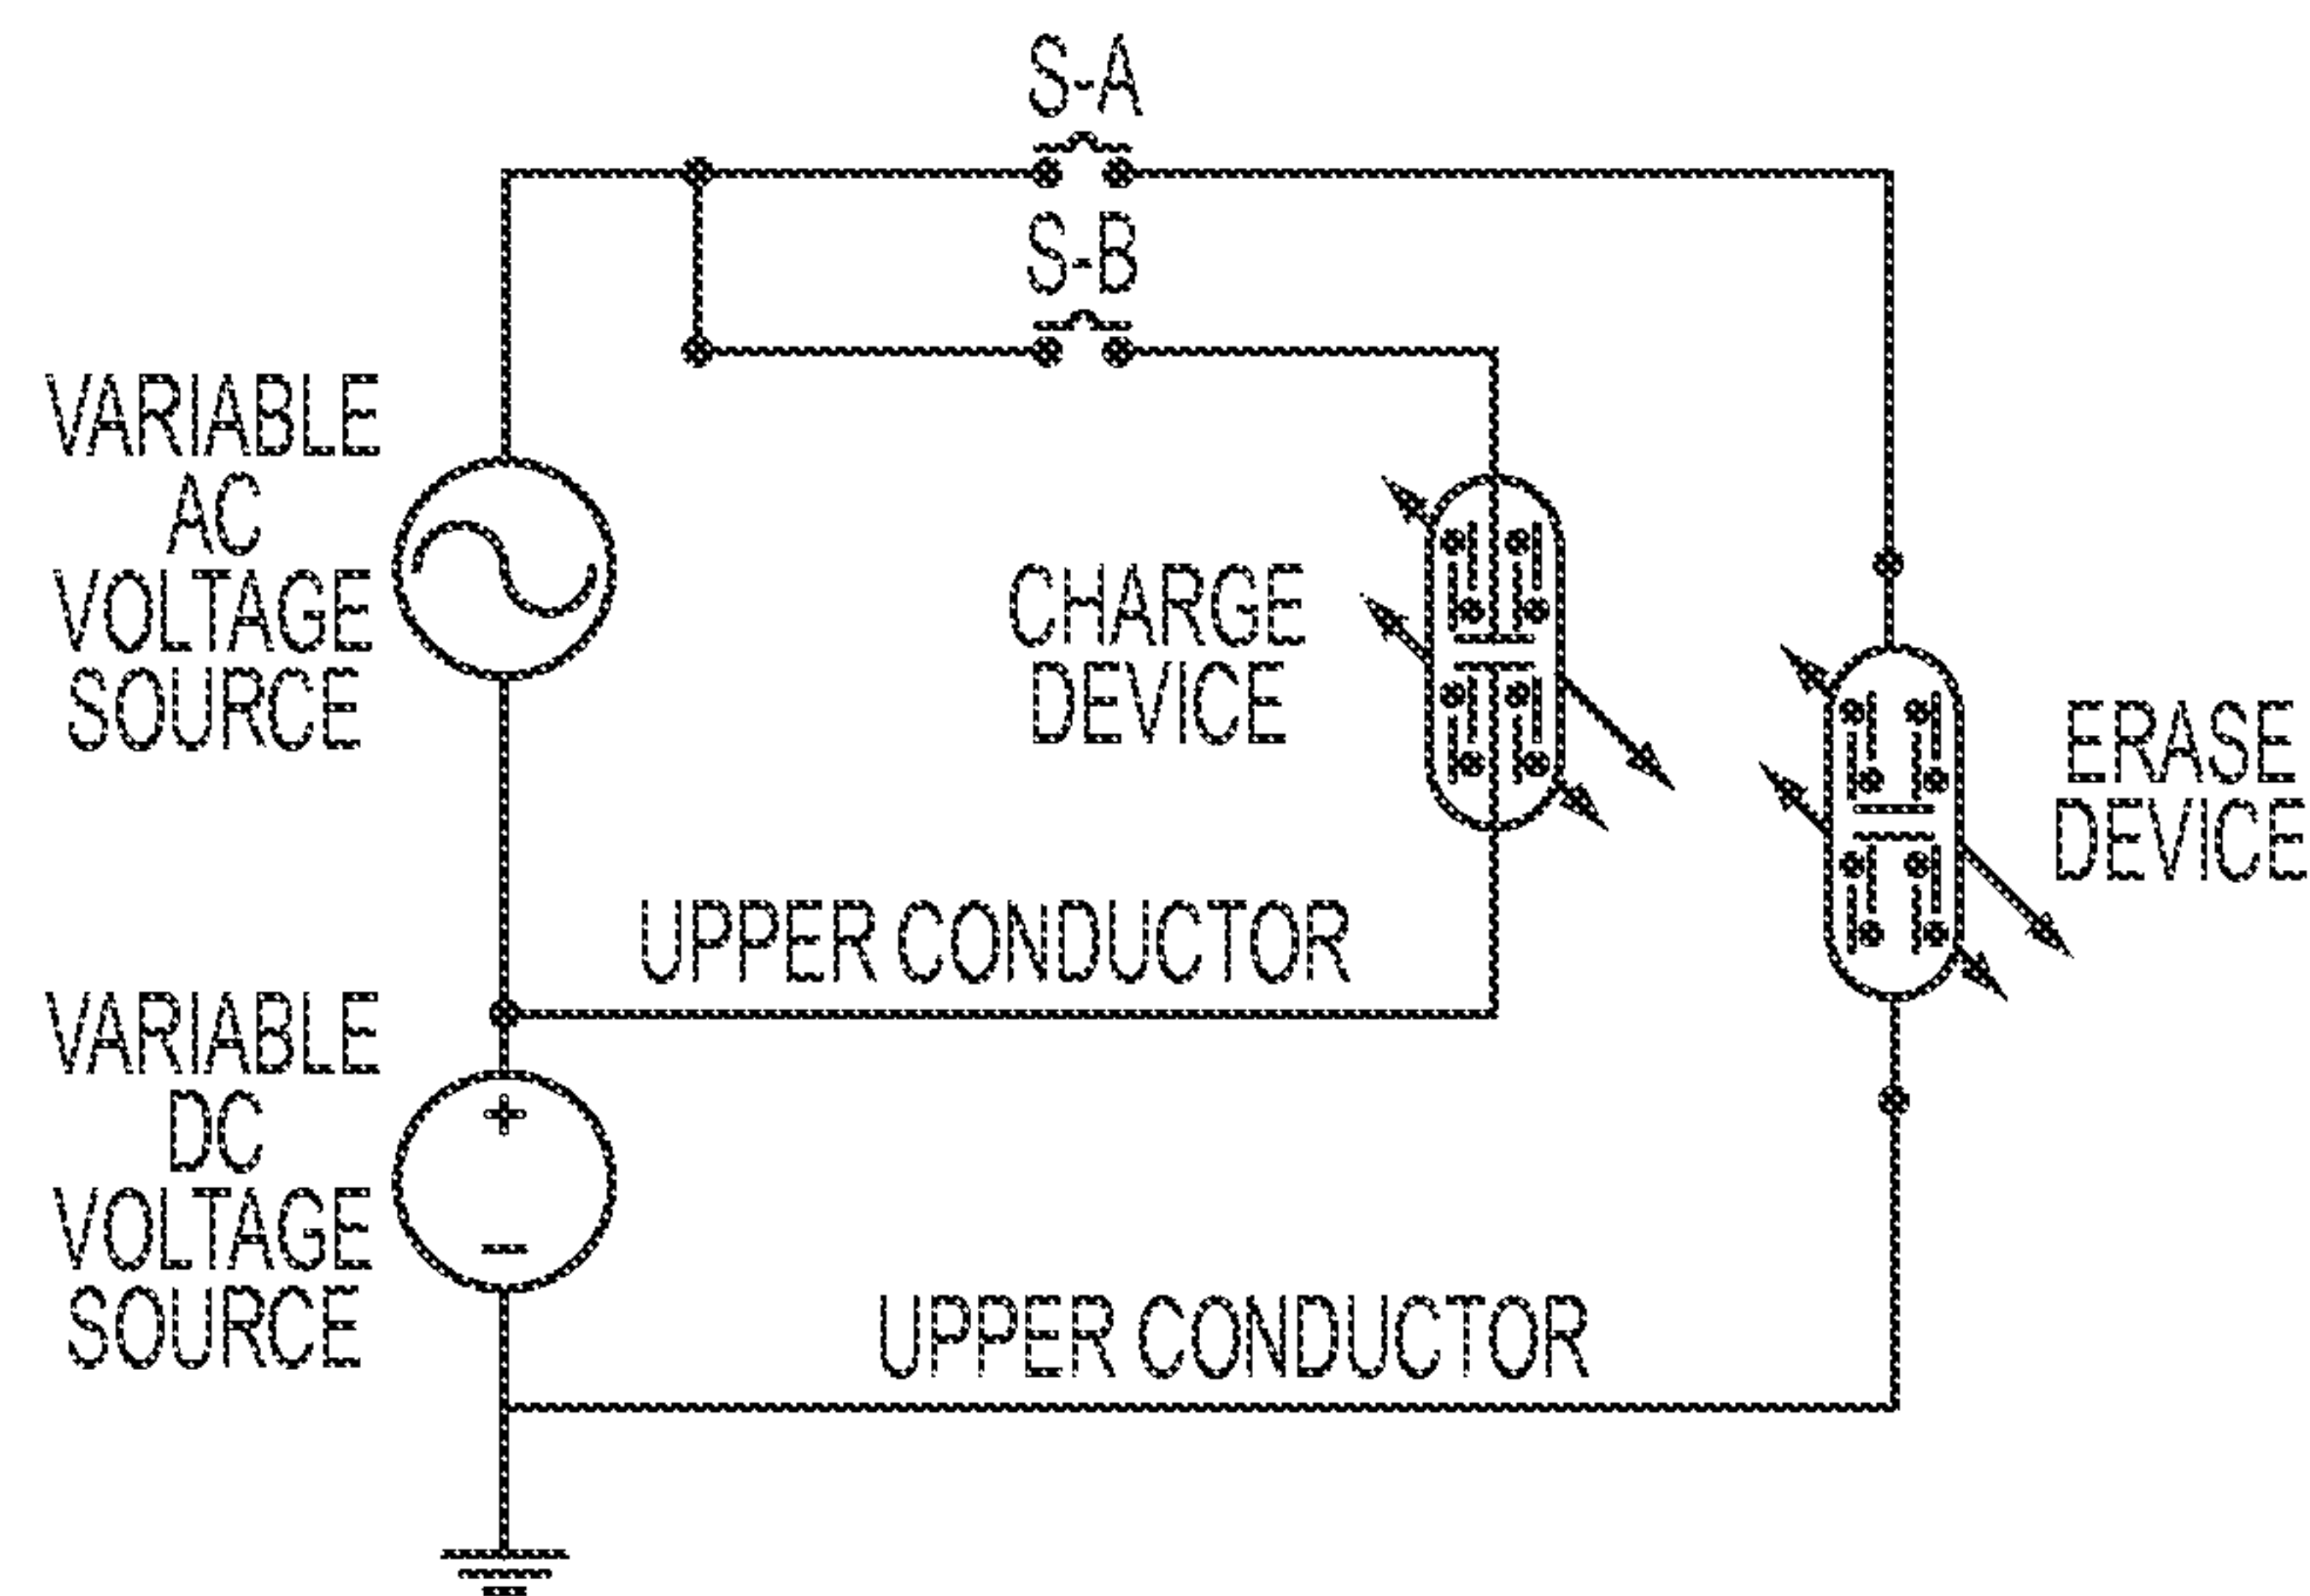 S-A
S-B
VARIABLE
AC
VOLTAGE
SOURCE
CHARGE
DEVICE
ERASE
DEVICE
UPPER CONDUCTOR
VARIABLE
DC
VOLTAGE
SOURCE
+
−
UPPER CONDUCTOR